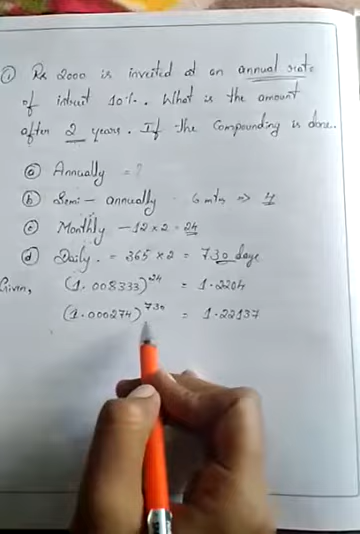 ① Rs 2000 is invested at an annual rate
of intrest 10%. What is the amount
after 2 years. If the compounding is done.
ⓐ Annually = ?
ⓑ Semi-annually - 6 mths => 4
ⓒ Monthly - 12 × 2 = 24
ⓓ Daily. = 365 × 2 = 730 days
Given,
(1.008333)^24 = 1.2204
(1.000274)^730 = 1.22137